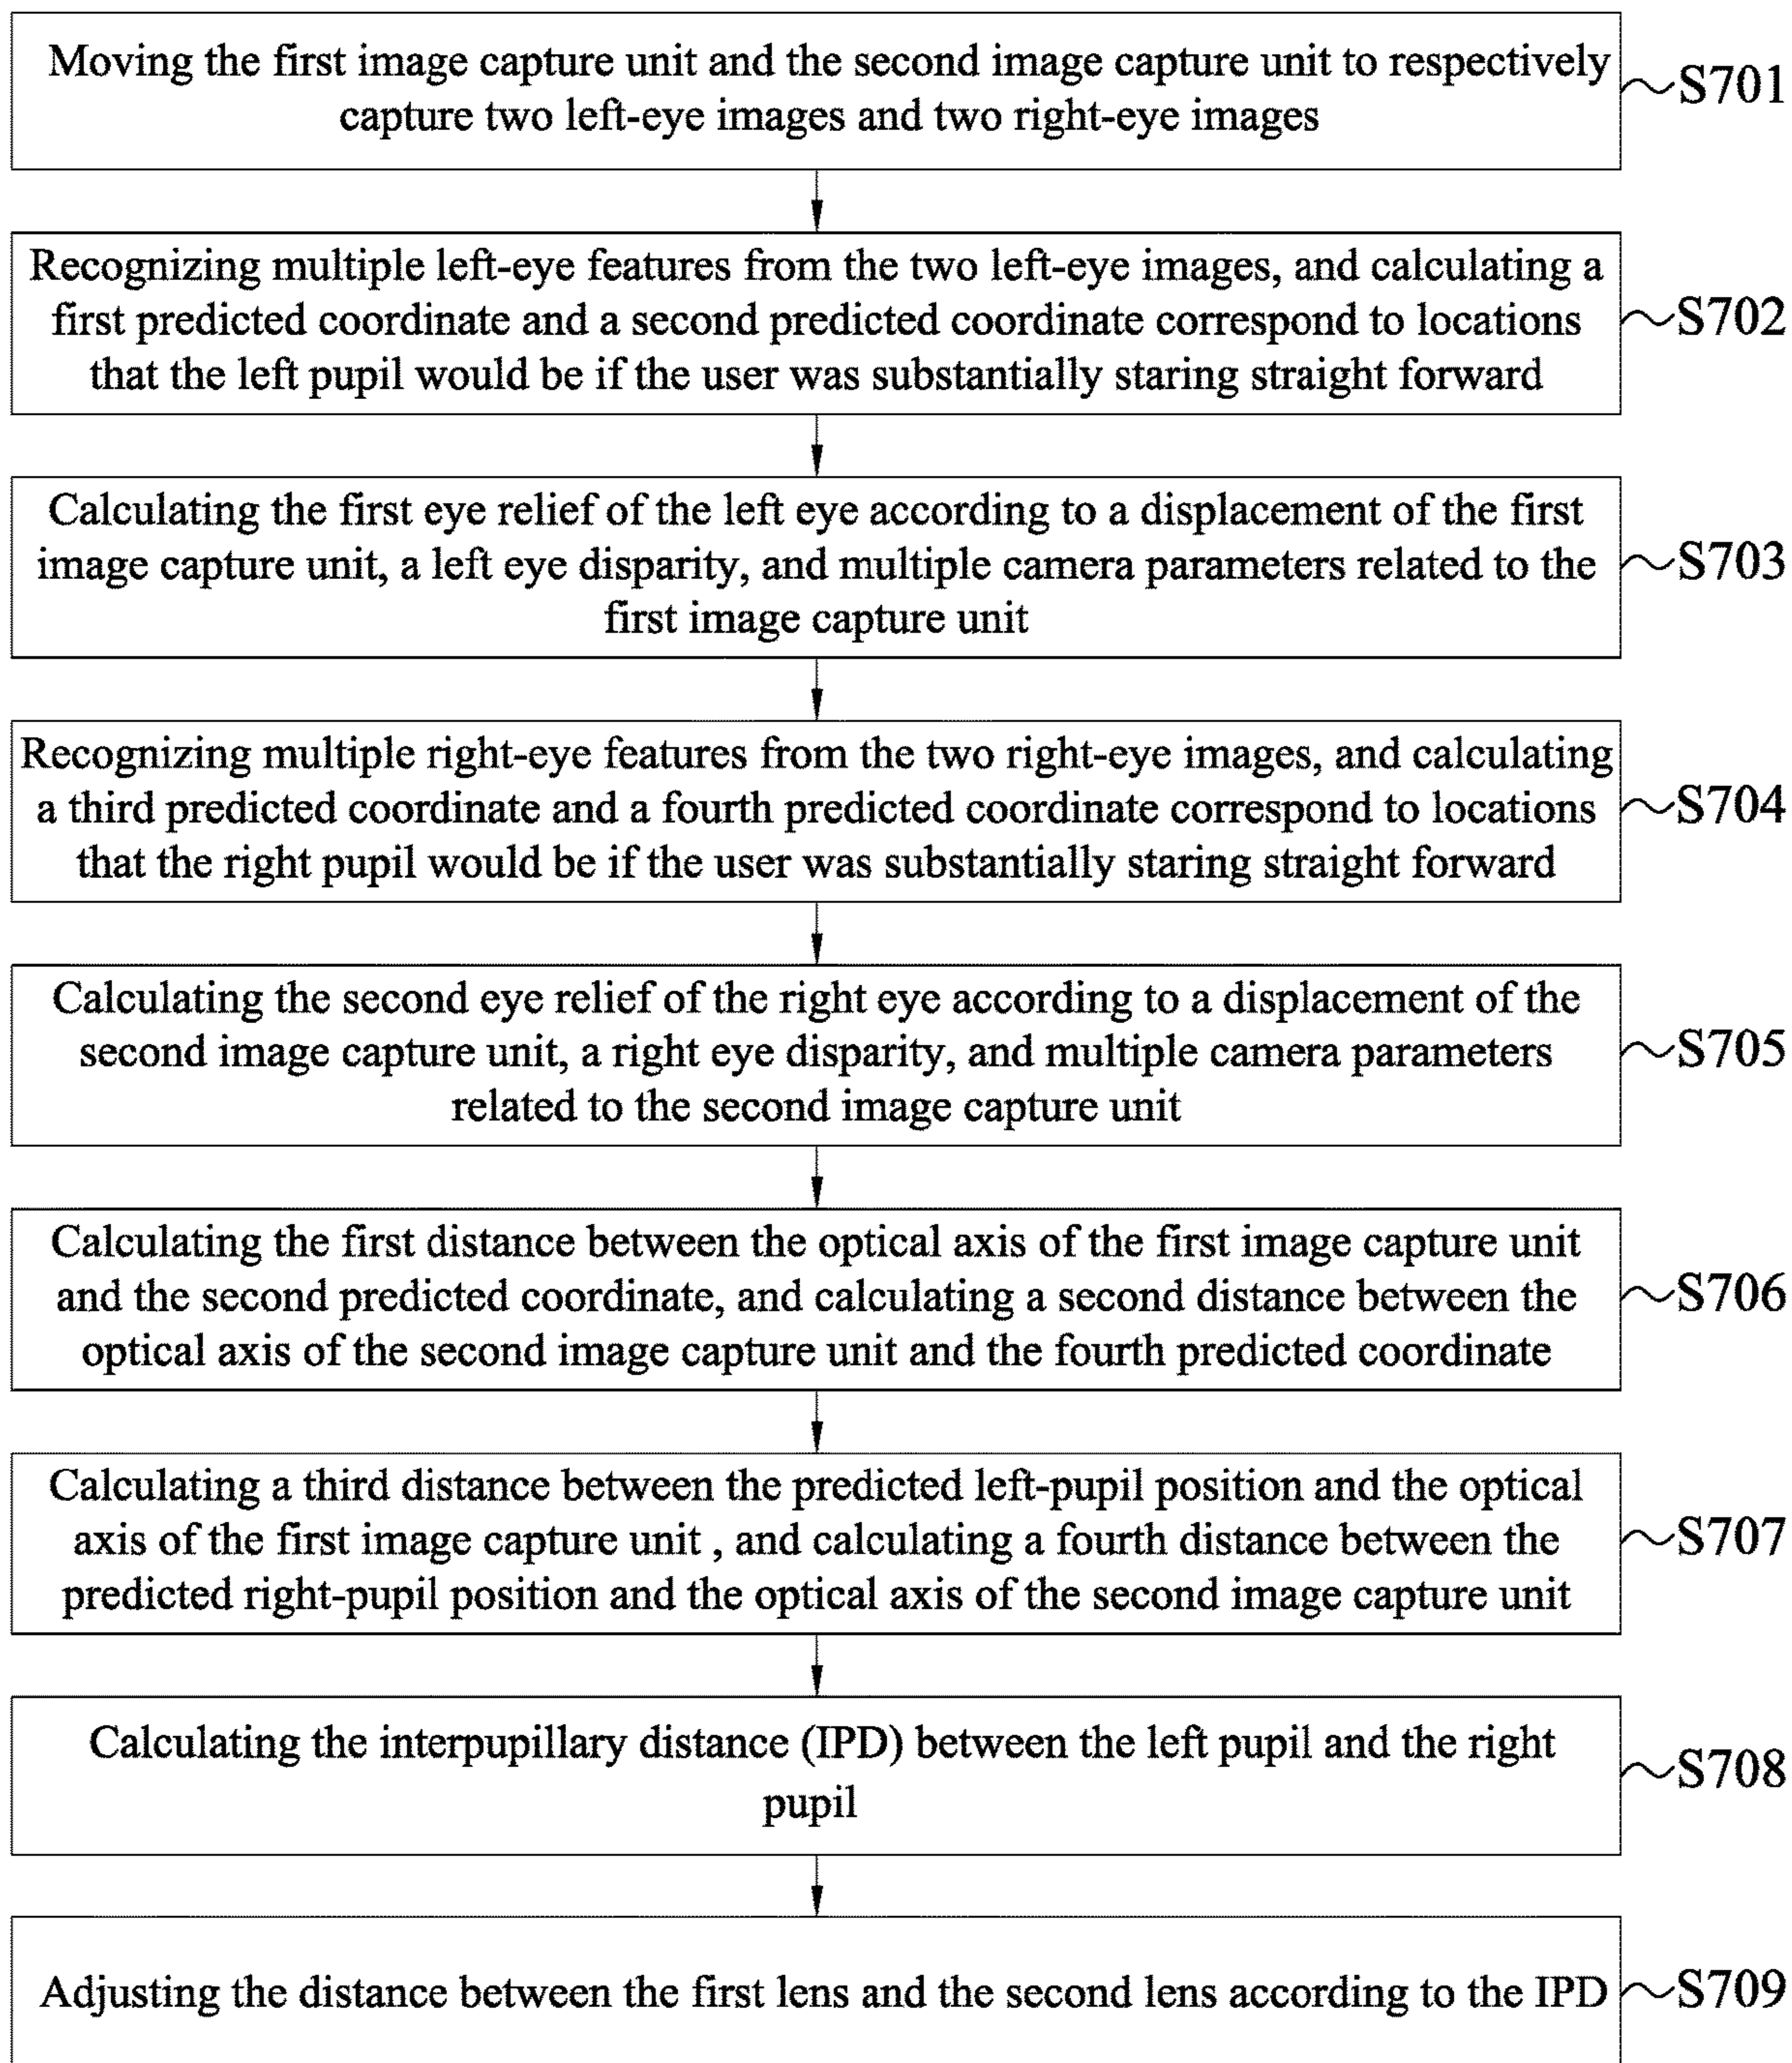 Moving the first image capture unit and the second image capture unit to respectively
capture two left-eye images and two right-eye images
S701
Recognizing multiple left-eye features from the two left-eye images, and calculating a
first predicted coordinate and a second predicted coordinate correspond to locations
that the left pupil would be if the user was substantially staring straight forward
S702
Calculating the first eye relief of the left eye according to a displacement of the first
image capture unit, a left eye disparity, and multiple camera parameters related to the
first image capture unit
S703
Recognizing multiple right-eye features from the two right-eye images, and calculating
a third predicted coordinate and a fourth predicted coordinate correspond to locations
that the right pupil would be if the user was substantially staring straight forward
S704
Calculating the second eye relief of the right eye according to a displacement of the
second image capture unit, a right eye disparity, and multiple camera parameters
related to the second image capture unit
S705
Calculating the first distance between the optical axis of the first image capture unit
and the second predicted coordinate, and calculating a second distance between the
optical axis of the second image capture unit and the fourth predicted coordinate
S706
Calculating a third distance between the predicted left-pupil position and the optical
axis of the first image capture unit , and calculating a fourth distance between the
predicted right-pupil position and the optical axis of the second image capture unit
S707
Calculating the interpupillary distance (IPD) between the left pupil and the right
pupil
S708
Adjusting the distance between the first lens and the second lens according to the IPD
S709